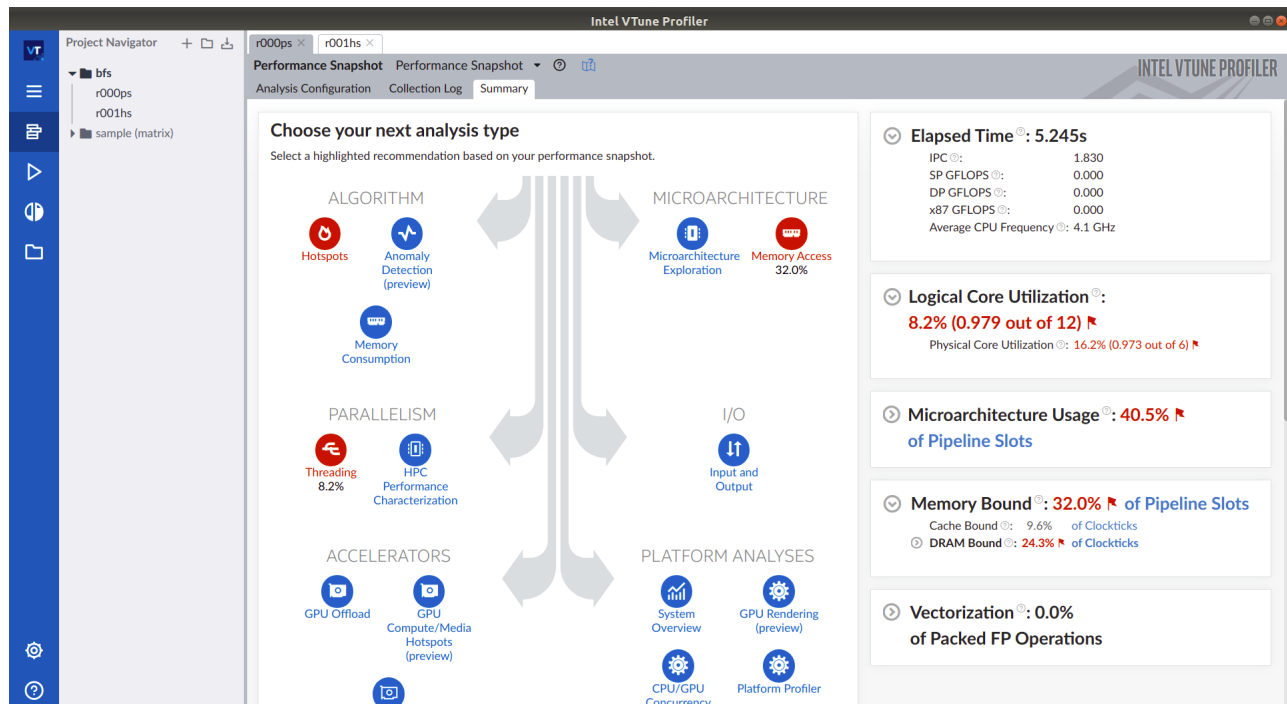 Intel VTune Profiler
VT
Project Navigator
bfs
r000ps
r001hs
sample (matrix)
r000ps
r001hs
Performance Snapshot Performance Snapshot
INTEL VTUNE PROFILER
Analysis Configuration Collection Log Summary
Choose your next analysis type
Select a highlighted recommendation based on your performance snapshot.
ALGORITHM
Hotspots
Anomaly
Detection
(preview)
Memory
Consumption
MICROARCHITECTURE
Microarchitecture
Exploration
Memory Access
32.0%
PARALLELISM
Threading
8.2%
HPC
Performance
Characterization
I/O
Input and
Output
ACCELERATORS
GPU Offload
GPU
Compute/Media
Hotspots
(preview)
PLATFORM ANALYSES
System
Overview
GPU Rendering
(preview)
CPU/GPU
Concurrency
Platform Profiler
Elapsed Time: 5.245s
IPC: 1.830
SP GFLOPS: 0.000
DP GFLOPS: 0.000
x87 GFLOPS: 0.000
Average CPU Frequency: 4.1 GHz
Logical Core Utilization:
8.2% (0.979 out of 12)
Physical Core Utilization: 16.2% (0.973 out of 6)
Microarchitecture Usage: 40.5%
of Pipeline Slots
Memory Bound: 32.0% of Pipeline Slots
Cache Bound: 9.6% of Clockticks
DRAM Bound: 24.3% of Clockticks
Vectorization: 0.0%
of Packed FP Operations